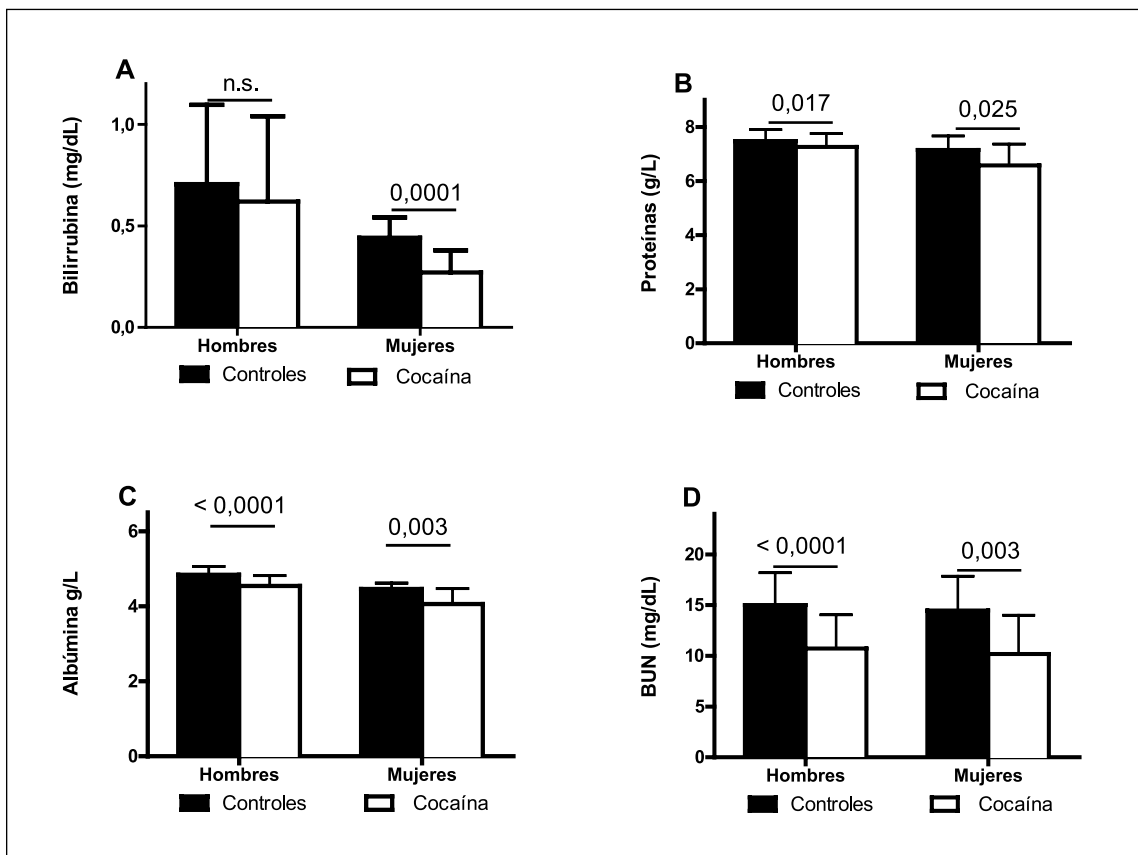 A
n.s.
0,0001
1,0
0,5
0,0
Bilirrubina (mg/dL)
Hombres Mujeres
Controles Cocaína
B
0,017
0,025
8
6
4
2
0
Proteínas (g/L)
Hombres Mujeres
Controles Cocaína
C
< 0,0001
0,003
6
4
2
0
Albúmina g/L
Hombres Mujeres
Controles Cocaína
D
< 0,0001
0,003
20
15
10
5
0
BUN (mg/dL)
Hombres Mujeres
Controles Cocaína